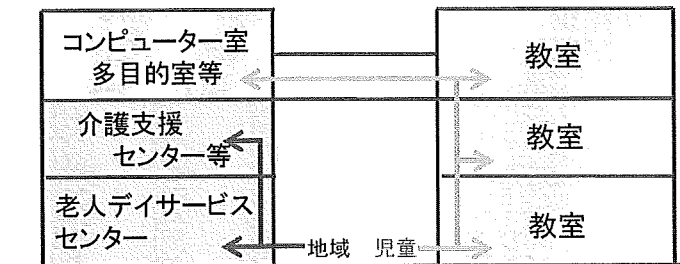 コンピューター室
多目的室等
教室
介護支援
センター等
教室
老人デイサービス
センター
教室
地域 児童